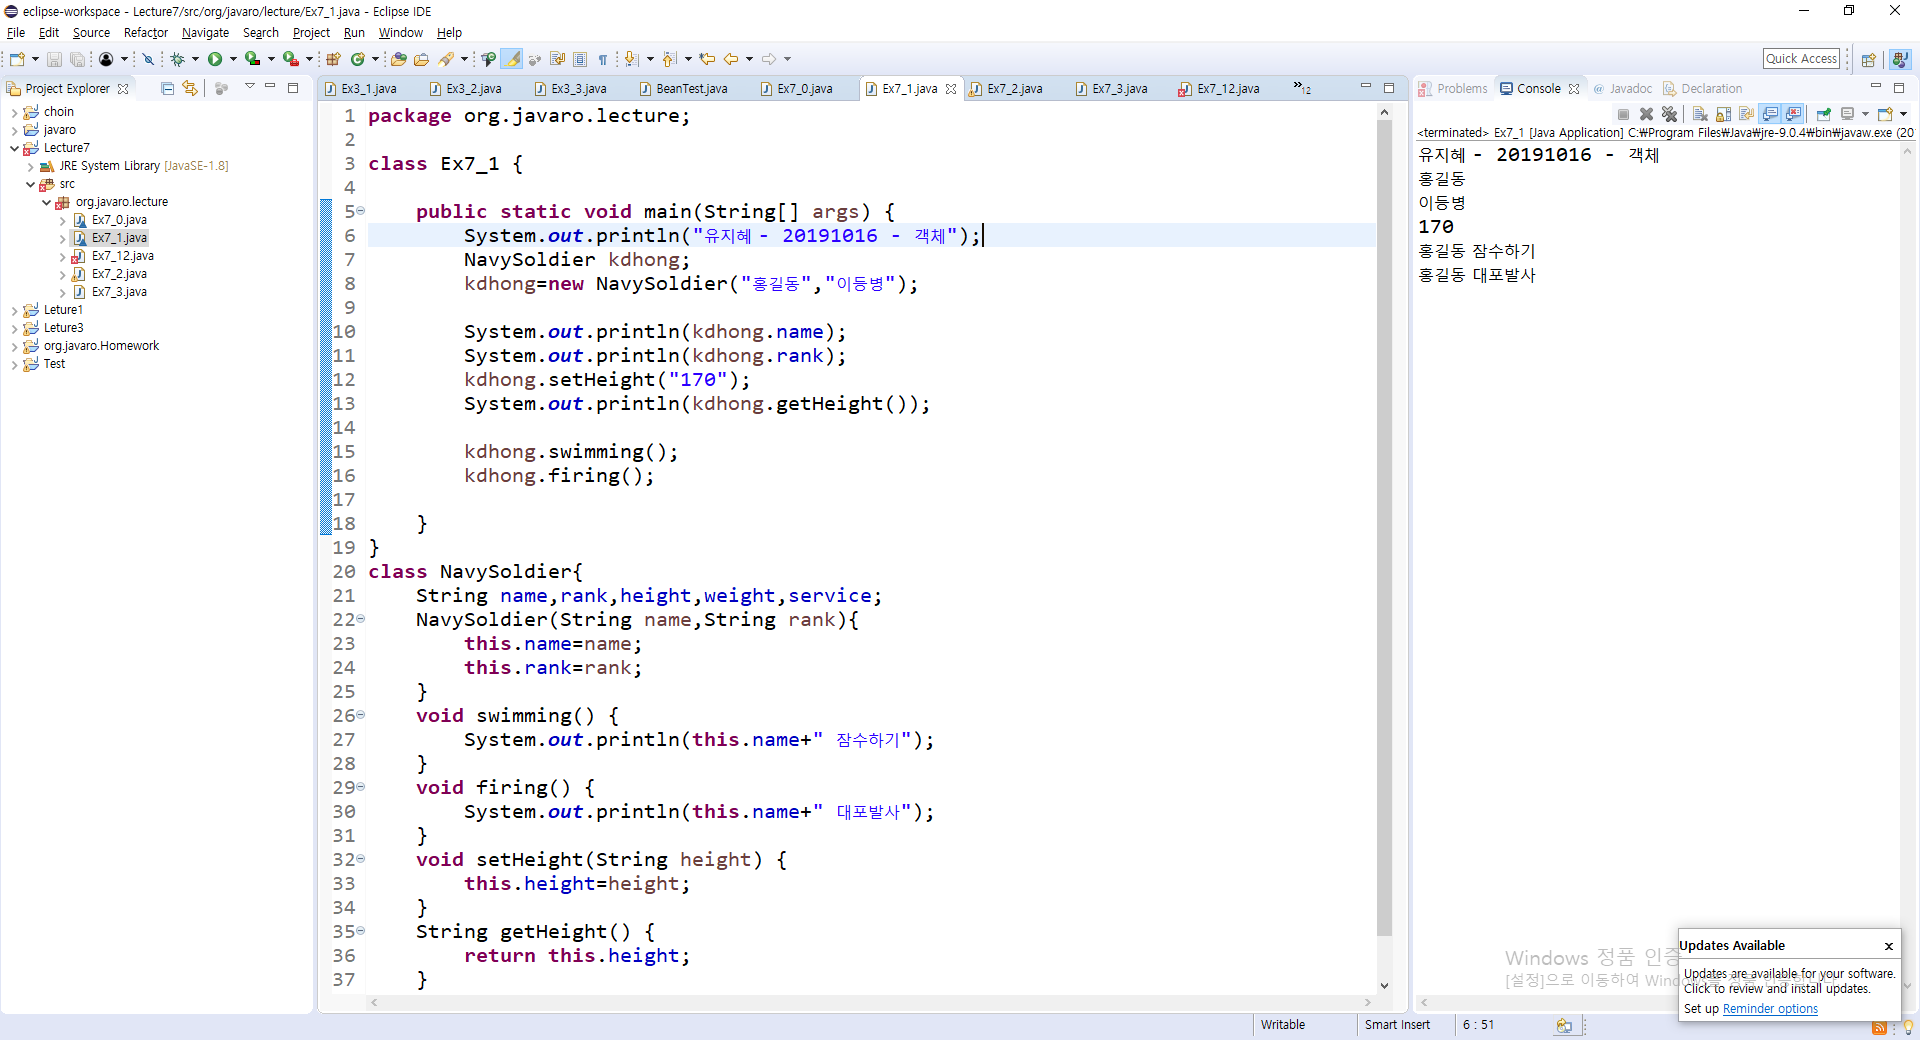 eclipse-workspace - Lecture7/src/org/javaro/lecture/Ex7_1.java - Eclipse IDE
File Edit Source Refactor Navigate Search Project Run Window Help
Quick Access
Project Explorer
choin
javaro
Lecture7
JRE System Library [JavaSE-1.8]
src
org.javaro.lecture
Ex7_0.java
Ex7_1.java
Ex7_12.java
Ex7_2.java
Ex7_3.java
Leture1
Leture3
org.javaro.Homework
Test
Ex3_1.java Ex3_2.java Ex3_3.java BeanTest.java Ex7_0.java Ex7_1.java Ex7_2.java Ex7_3.java Ex7_12.java »12
1 package org.javaro.lecture;
2
3 class Ex7_1 {
4
5 public static void main(String[] args) {
6 System.out.println("유지혜 - 20191016 - 객체");
7 NavySoldier kdhong;
8 kdhong=new NavySoldier("홍길동","이등병");
9
10 System.out.println(kdhong.name);
11 System.out.println(kdhong.rank);
12 kdhong.setHeight("170");
13 System.out.println(kdhong.getHeight());
14
15 kdhong.swimming();
16 kdhong.firing();
17
18 }
19 }
20 class NavySoldier{
21 String name,rank,height,weight,service;
22 NavySoldier(String name,String rank){
23 this.name=name;
24 this.rank=rank;
25 }
26 void swimming() {
27 System.out.println(this.name+" 잠수하기");
28 }
29 void firing() {
30 System.out.println(this.name+" 대포발사");
31 }
32 void setHeight(String height) {
33 this.height=height;
34 }
35 String getHeight() {
36 return this.height;
37 }
Problems Console @ Javadoc Declaration
<terminated> Ex7_1 [Java Application] C:₩Program Files₩Java₩jre-9.0.4₩bin₩javaw.exe (20
유지혜 - 20191016 - 객체
홍길동
이등병
170
홍길동 잠수하기
홍길동 대포발사
Windows 정품 인증
[설정]으로 이동하여
Updates Available
Updates are available for your software.
Click to review and install updates.
Set up Reminder options
Writable Smart Insert 6 : 51